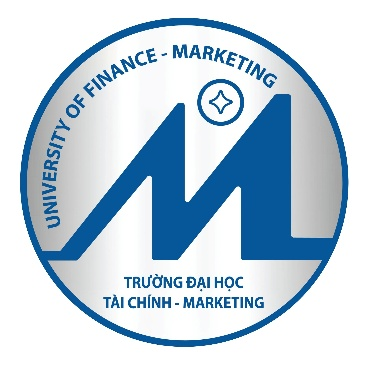 UNIVERSITY OF FINANCE - MARKETING
TRƯỜNG ĐẠI HỌC
TÀI CHÍNH - MARKETING